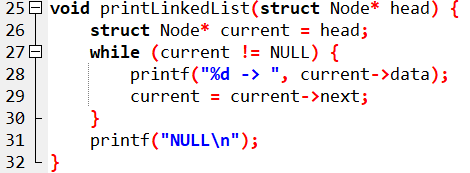 25 void printLinkedList(struct Node* head) {
26     struct Node* current = head;
27     while (current != NULL) {
28         printf("%d -> ", current->data);
29         current = current->next;
30     }
31     printf("NULL\n");
32 }